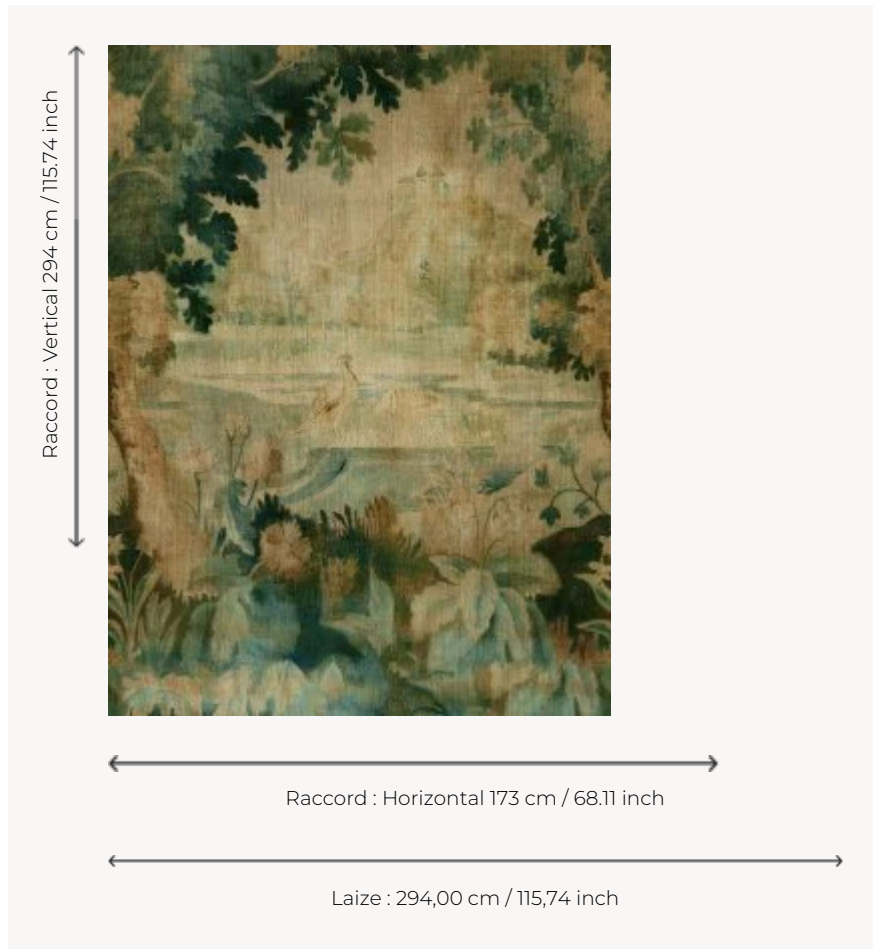 Raccord : Vertical 294 cm / 115.74 inch
Raccord : Horizontal 173 cm / 68.11 inch
Laize : 294,00 cm / 115,74 inch